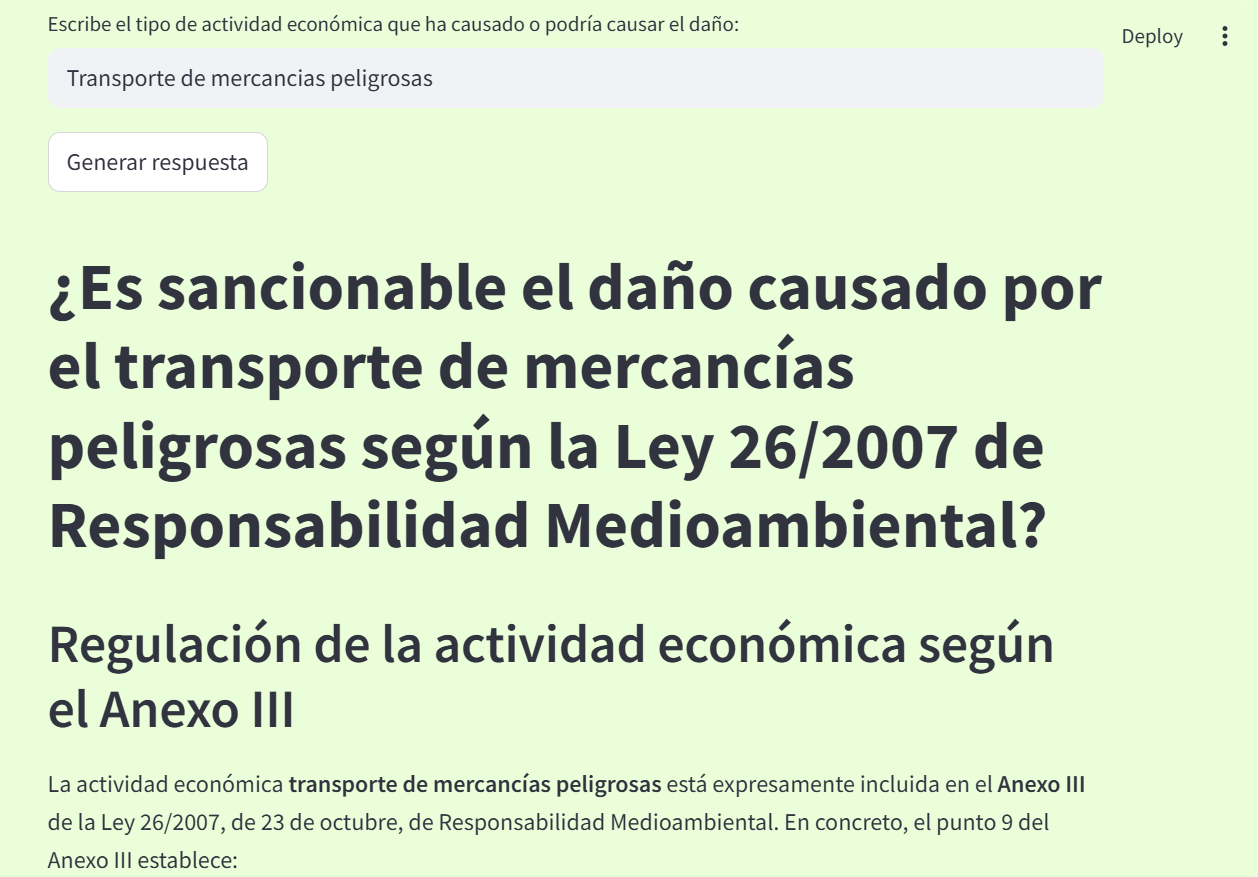 Escribe el tipo de actividad económica que ha causado o podría causar el daño:
Deploy
Transporte de mercancias peligrosas
Generar respuesta
¿Es sancionable el daño causado por
el transporte de mercancías
peligrosas según la Ley 26/2007 de
Responsabilidad Medioambiental?
Regulación de la actividad económica según
el Anexo III
La actividad económica transporte de mercancías peligrosas está expresamente incluida en el Anexo III
de la Ley 26/2007, de 23 de octubre, de Responsabilidad Medioambiental. En concreto, el punto 9 del
Anexo III establece: